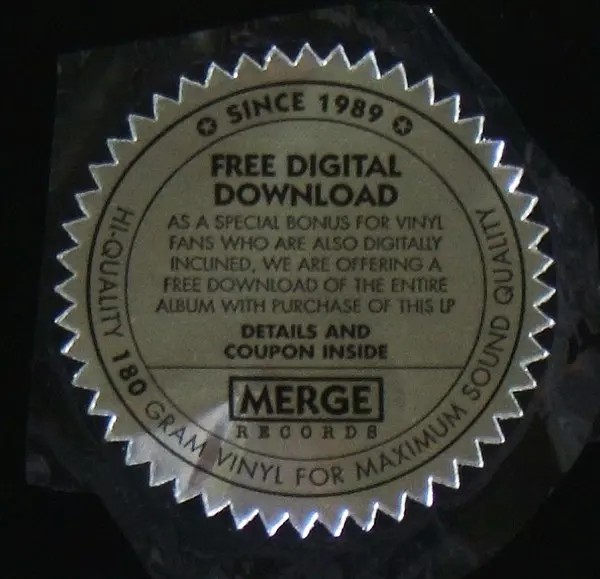 SINCE 1989
FREE DIGITAL
DOWNLOAD
AS A SPECIAL BONUS FOR VINYL
FANS WHO ARE ALSO DIGITALLY
INCLINED, WE ARE OFFERING A
FREE DOWNLOAD OF THE ENTIRE
ALBUM WITH PURCHASE OF THIS LP
DETAILS AND
COUPON INSIDE
MERGE
RECORDS
HI-QUALITY 180 GRAM VINYL FOR MAXIMUM SOUND QUALITY